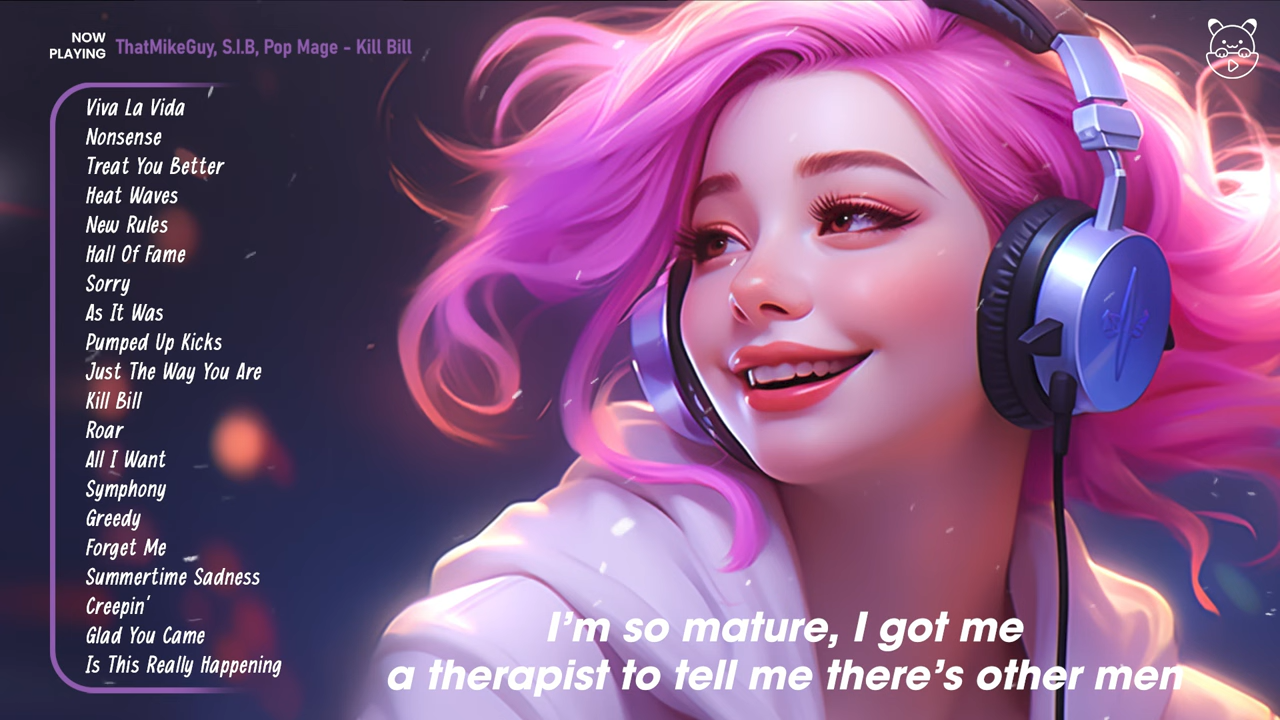 NOW
PLAYING
ThatMikeGuy, S.I.B, Pop Mage - Kill Bill
Viva La Vida
Nonsense
Treat You Better
Heat Waves
New Rules
Hall Of Fame
Sorry
As It Was
Pumped Up Kicks
Just The Way You Are
Kill Bill
Roar
All I Want
Symphony
Greedy
Forget Me
Summertime Sadness
Creepin'
Glad You Came
Is This Really Happening
I'm so mature, I got me
a therapist to tell me there's other men